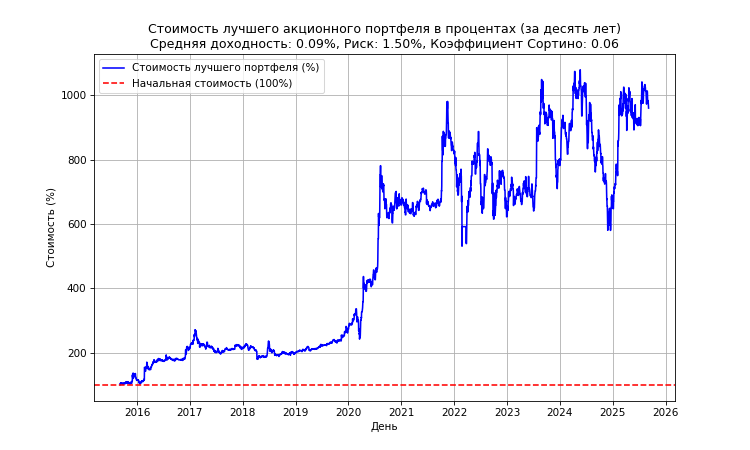 Стоимость лучшего акционного портфеля в процентах (за десять лет)
Средняя доходность: 0.09%, Риск: 1.50%, Коэффициент Сортино: 0.06
Стоимость лучшего портфеля (%)
Начальная стоимость (100%)
Стоимость (%)
1000
800
600
400
200
2016 2017 2018 2019 2020 2021 2022 2023 2024 2025 2026
День